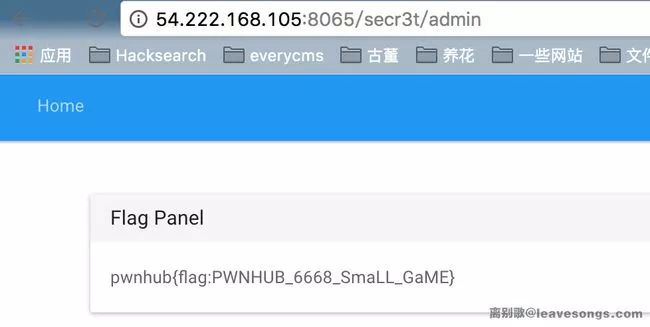 54.222.168.105:8065/secr3t/admin
应用 Hacksearch everycms 古董 养花 一些网站 文件
Home
Flag Panel
pwnhub{flag:PWNHUB_6668_SmaLL_GaME}
离别歌@leavesongs.com